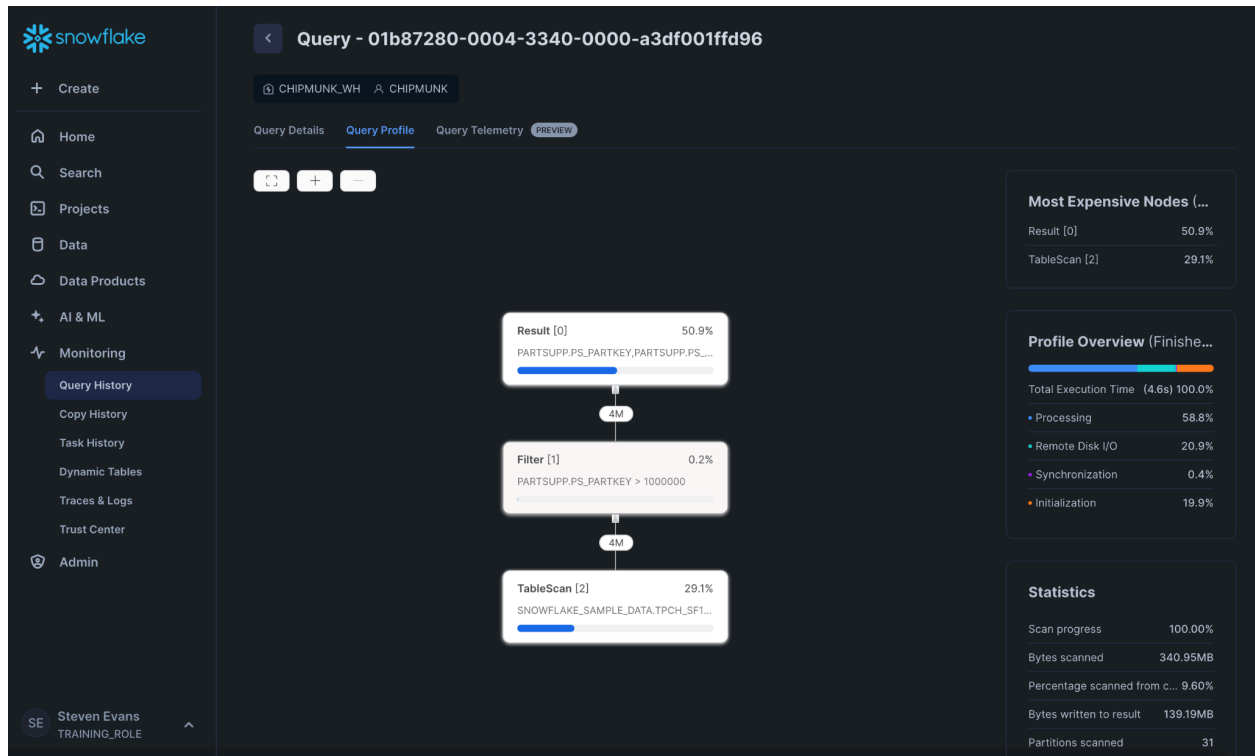 snowflake
Create
Home
Search
Projects
Data
Data Products
AI & ML
Monitoring
Query History
Copy History
Task History
Dynamic Tables
Traces & Logs
Trust Center
Admin
SE
Steven Evans
TRAINING_ROLE
Query - 01b87280-0004-3340-0000-a3df001ffd96
CHIPMUNK_WH CHIPMUNK
Query Details Query Profile Query Telemetry PREVIEW
Result [0] 50.9%
PARTSUPP.PS_PARTKEY,PARTSUPP.PS_...
4M
Filter [1] 0.2%
PARTSUPP.PS_PARTKEY > 1000000
4M
TableScan [2] 29.1%
SNOWFLAKE_SAMPLE_DATA.TPCH_SF1...
Most Expensive Nodes (...
Result [0] 50.9%
TableScan [2] 29.1%
Profile Overview (Finishe...
Total Execution Time (4.6s) 100.0%
Processing 58.8%
Remote Disk I/O 20.9%
Synchronization 0.4%
Initialization 19.9%
Statistics
Scan progress 100.00%
Bytes scanned 340.95MB
Percentage scanned from c... 9.60%
Bytes written to result 139.19MB
Partitions scanned 31